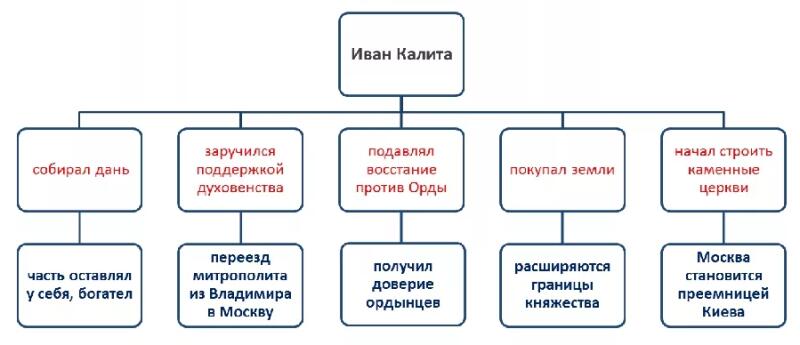 Иван Калита
собирал дань
заручился
поддержкой
духовенства
подавлял
восстание
против Орды
покупал земли
начал строить
каменные
церкви
часть оставлял
у себя, богател
переезд
митрополита
из Владимира
в Москву
получил
доверие
ордынцев
расширяются
границы
княжества
Москва
становится
преемницей
Киева